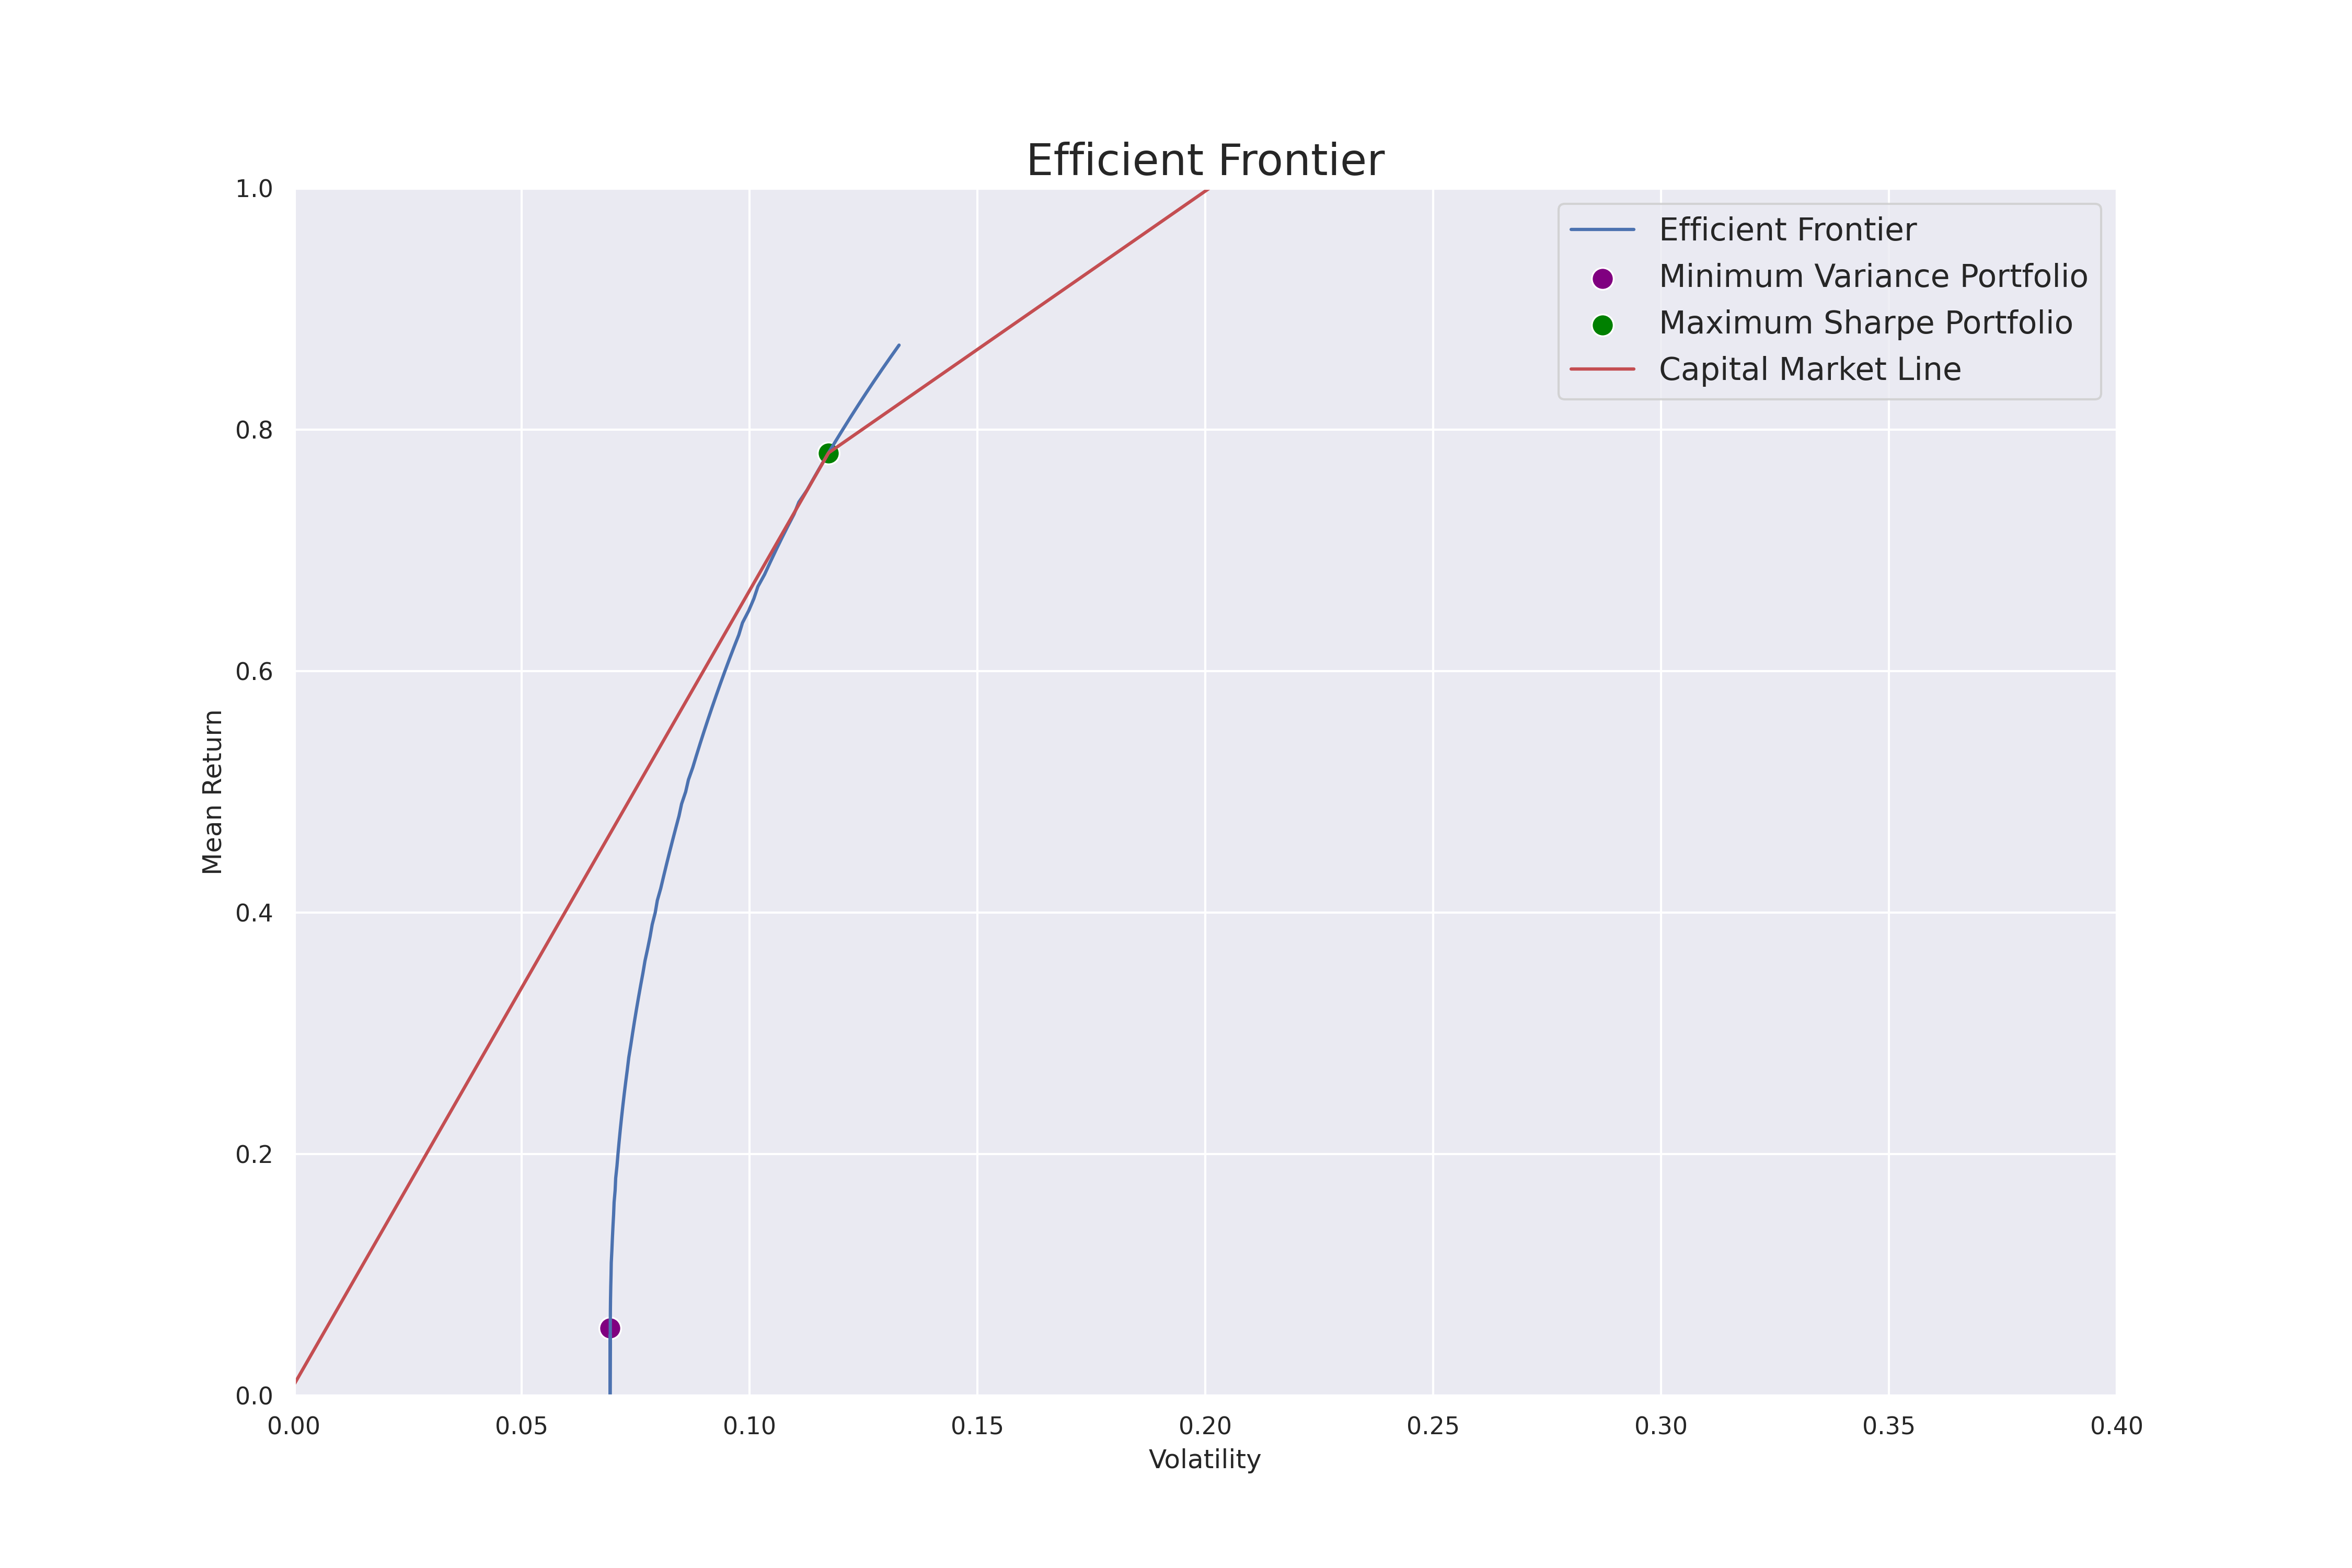 Efficient Frontier
1.0
0.8
0.6
0.4
0.2
0.0
Mean Return
0.00 0.05 0.10 0.15 0.20 0.25 0.30 0.35 0.40
Volatility
Efficient Frontier
Minimum Variance Portfolio
Maximum Sharpe Portfolio
Capital Market Line